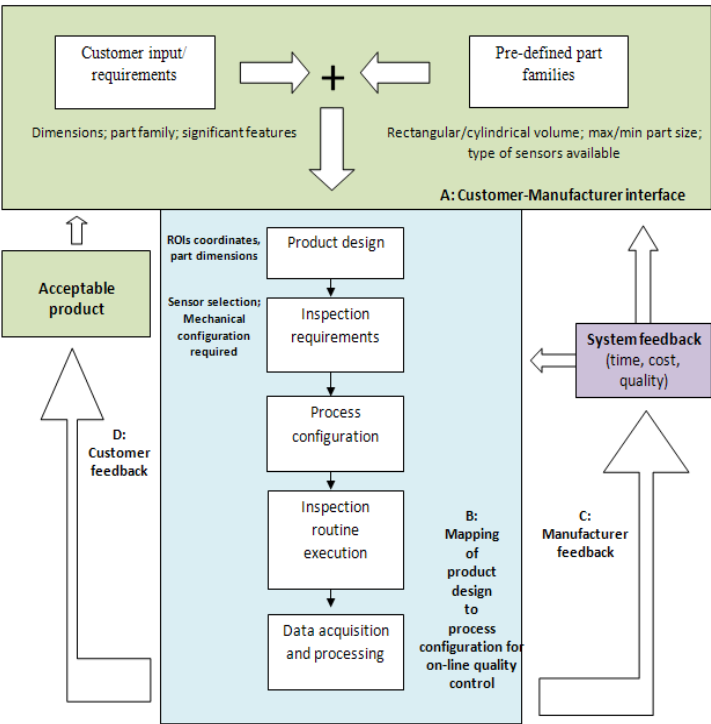 Customer input/
requirements
+
Pre-defined part
families
Dimensions; part family; significant features
Rectangular/cylindrical volume; max/min part size;
type of sensors available
A: Customer-Manufacturer interface
ROIs coordinates,
part dimensions
Product design
Acceptable
product
Sensor selection;
Mechanical
configuration
required
Inspection
requirements
System feedback
(time, cost,
quality)
Process
configuration
D:
Customer
feedback
Inspection
routine
execution
B:
Mapping
of
product
design
to
process
configuration for
on-line quality
control
C:
Manufacturer
feedback
Data acquisition
and processing